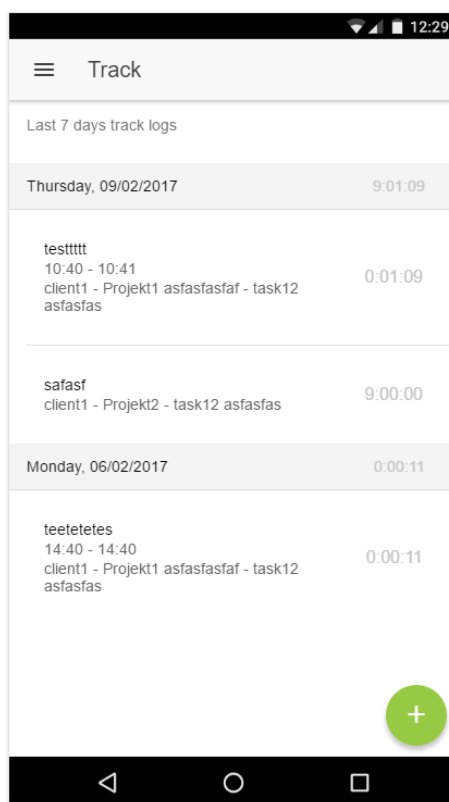 12:29
Track
Last 7 days track logs
Thursday, 09/02/2017 9:01:09
testtttt
10:40 - 10:41
client1 - Projekt1 asfasfasfaf - task12
asfasfas
0:01:09
safasf
client1 - Projekt2 - task12 asfasfas
9:00:00
Monday, 06/02/2017 0:00:11
teetetetes
14:40 - 14:40
client1 - Projekt1 asfasfasfaf - task12
asfasfas
0:00:11
+